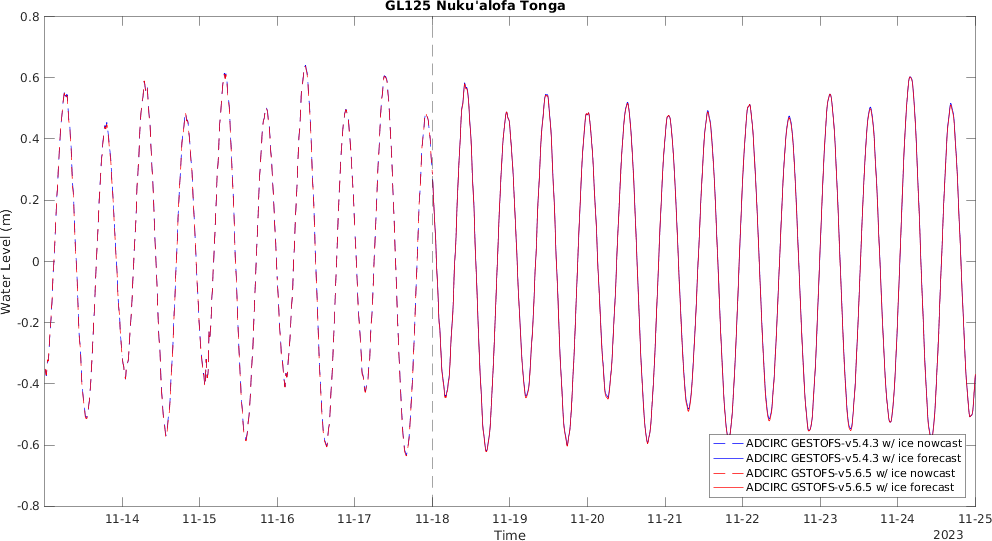 GL125 Nuku'alofa Tonga
0.8
0.6
0.4
0.2
0
-0.2
-0.4
-0.6
-0.8
Water Level (m)
ADCIRC GESTOFS-v5.4.3 w/ ice nowcast
ADCIRC GESTOFS-v5.4.3 w/ ice forecast
ADCIRC GSTOFS-v5.6.5 w/ ice nowcast
ADCIRC GSTOFS-v5.6.5 w/ ice forecast
11-14 11-15 11-16 11-17 11-18 11-19 11-20 11-21 11-22 11-23 11-24 11-25
Time
2023